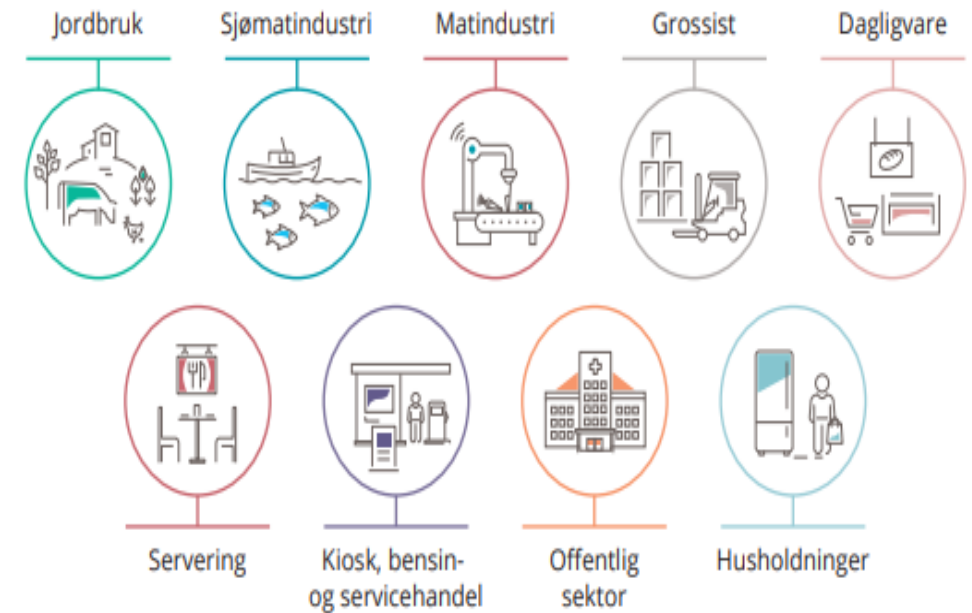 Jordbruk
Sjømatindustri
Matindustri
Grossist
Dagligvare
Servering
Kiosk, bensin-
og servicehandel
Offentlig
sektor
Husholdninger